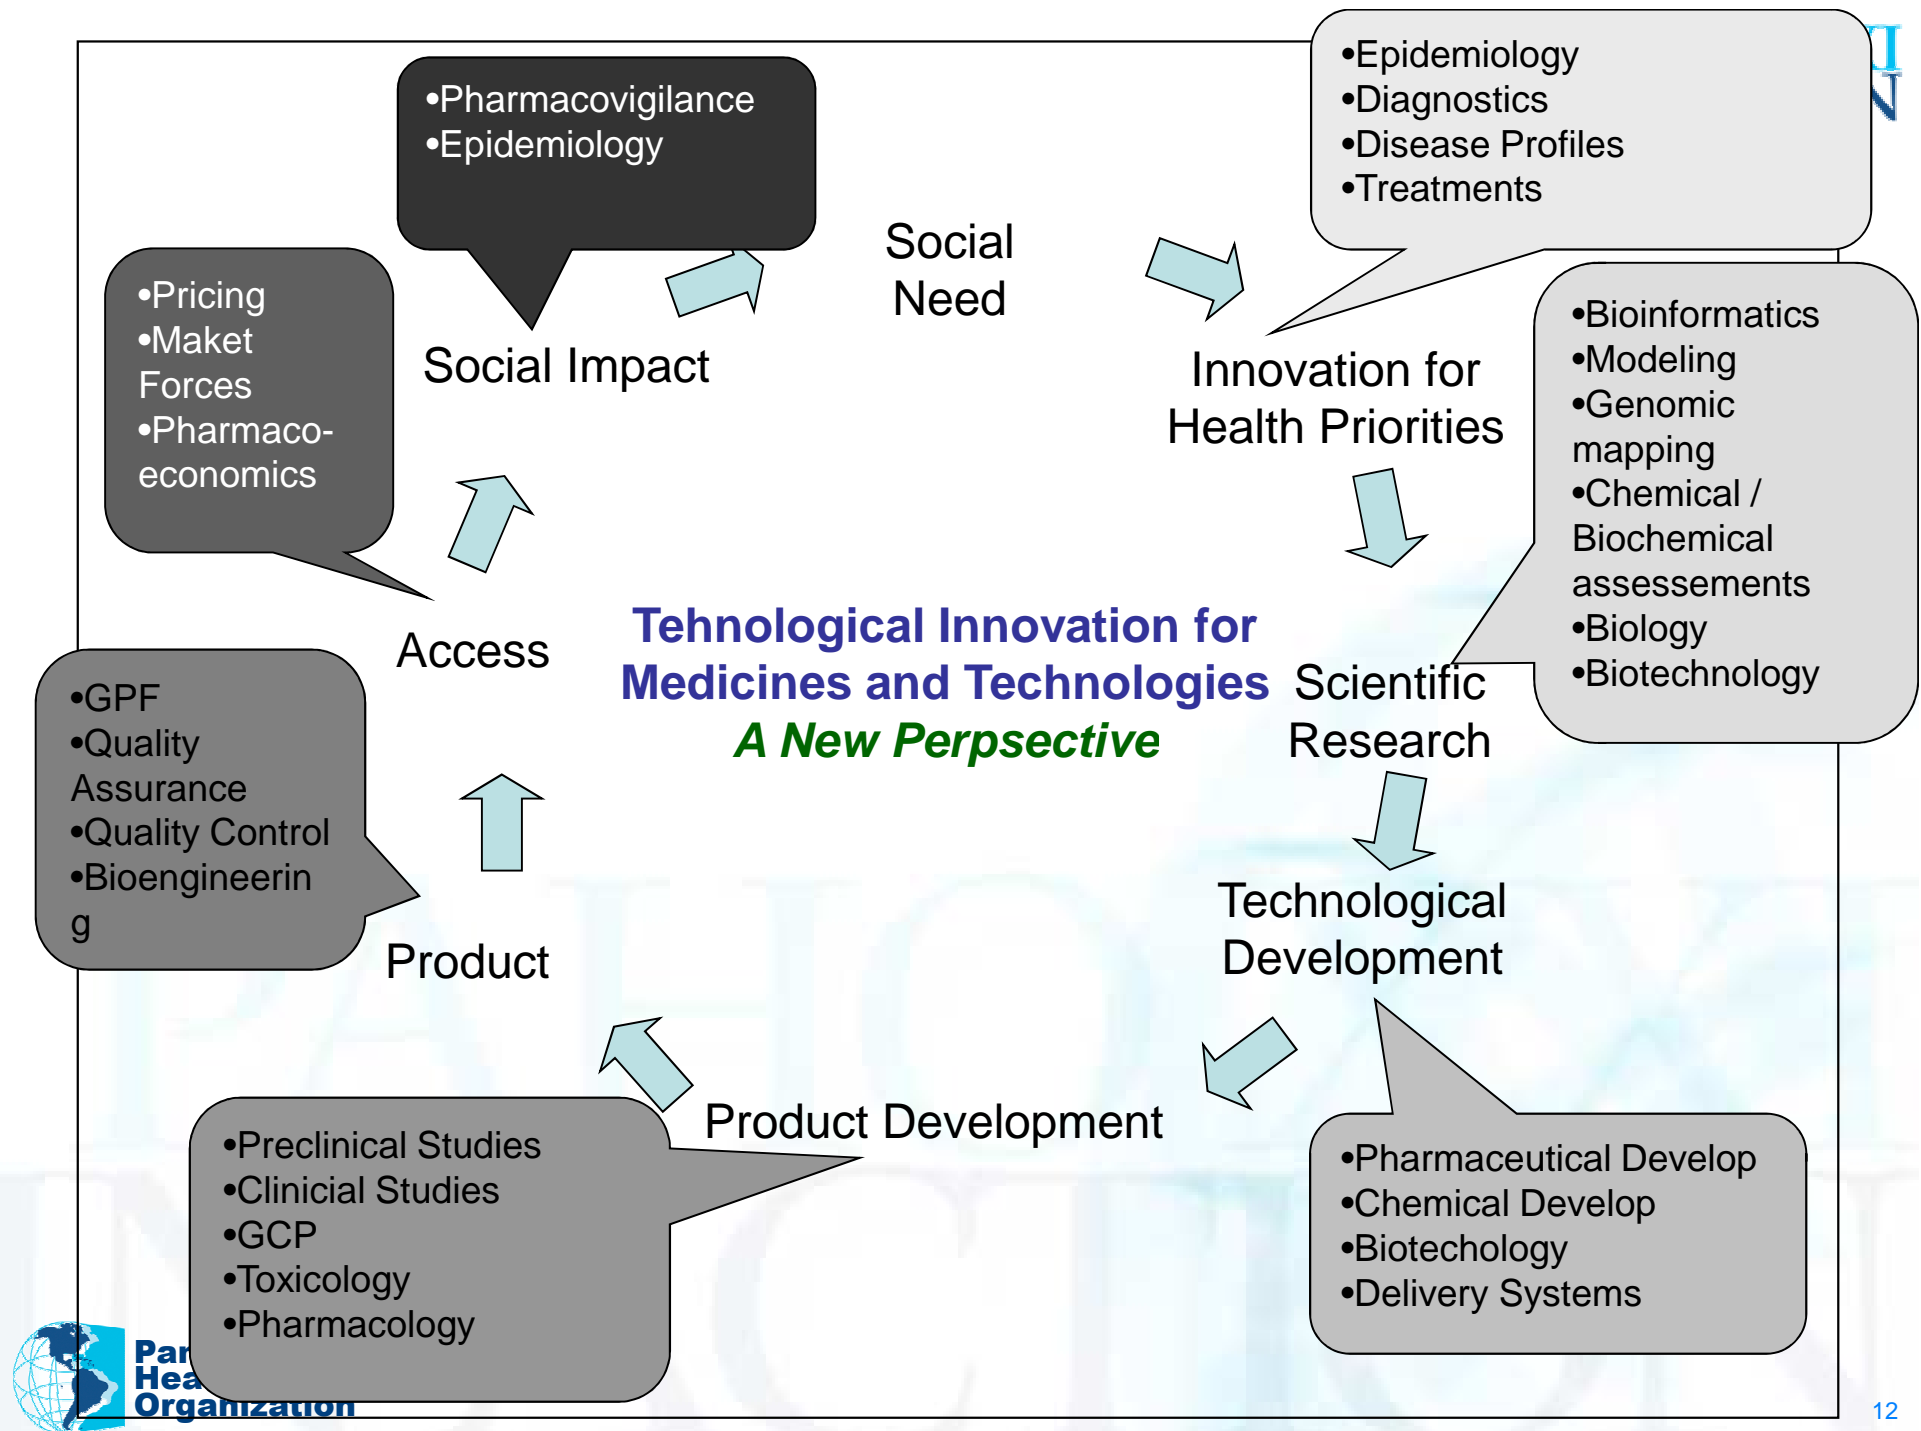 •Pharmacovigilance
•Epidemiology
•Epidemiology
•Diagnostics
•Disease Profiles
•Treatments
Social
Need
•Pricing
•Maket
Forces
•Pharmaco-
economics
Social Impact
Innovation for
Health Priorities
•Bioinformatics
•Modeling
•Genomic
mapping
•Chemical /
Biochemical
assessements
•Biology
•Biotechnology
Access
Tehnological Innovation for
Medicines and Technologies
A New Perpsective
Scientific
Research
•GPF
•Quality
Assurance
•Quality Control
•Bioengineerin
g
Product
Technological
Development
Product Development
•Preclinical Studies
•Clinicial Studies
•GCP
•Toxicology
•Pharmacology
•Pharmaceutical Develop
•Chemical Develop
•Biotechology
•Delivery Systems
Organization
12